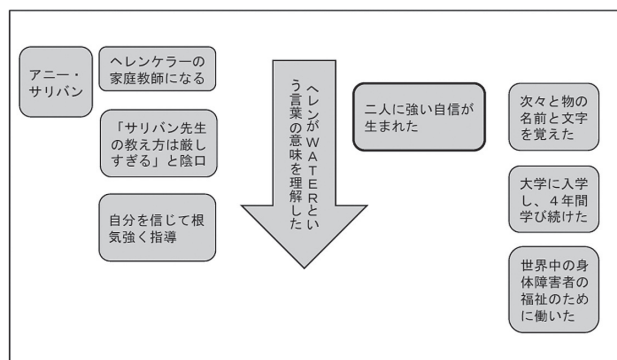 アニー・
サリバン
ヘレンケラーの
家庭教師になる
「サリバン先生
の教え方は厳し
すぎる」と陰口
自分を信じて根
気強く指導
ヘレンがWATERとい
う言葉の意味を理解した
二人に強い自信が
生まれた
次々と物の
名前と文字
を覚えた
大学に入学
し、４年間
学び続けた
世界中の身
体障害者の
福祉のため
に働いた